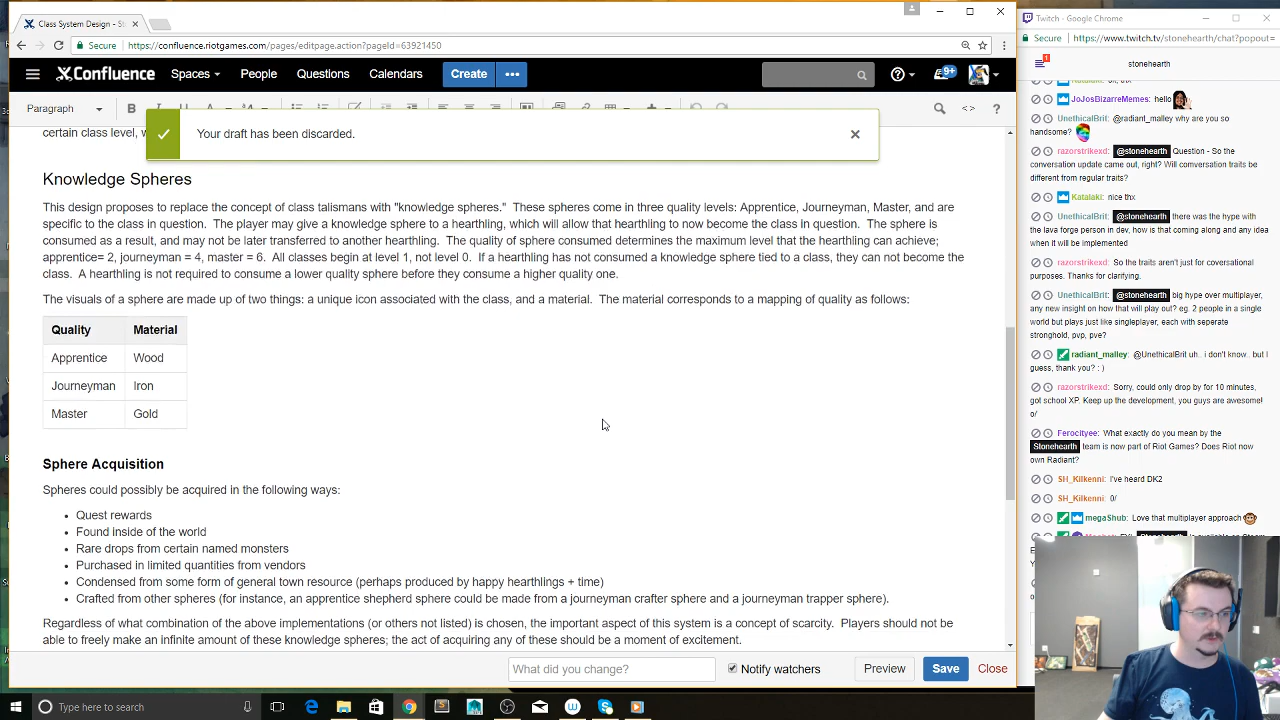 Class System Design - St
Twitch - Google Chrome
Secure
https://confluence.riotgames.com/pages/editpage
section?pageId=63921450
Secure
https://www.twitch.tv/stonehearth/chat?popout=
Confluence
Spaces
People
Questions
Calendars
Create
9+
stonehearth
Paragraph
B
Your draft has been discarded.
certain class level, w
Knowledge Spheres
This design proposes to replace the concept of class talismans with "knowledge spheres."  These spheres come in three quality levels: Apprentice, Journeyman, Master, and are
specific to the class in question.  The player may give a knowledge sphere to a hearthling, which will allow that hearthling to now become the class in question.  The sphere is
consumed as a result, and may not be later transferred to another hearthling.  The quality of sphere consumed determines the maximum level that the hearthling can achieve;
apprentice= 2, journeyman = 4, master = 6.  All classes begin at level 1, not level 0.  If a hearthling has not consumed a knowledge sphere tied to a class, they can not become the
class.  A hearthling is not required to consume a lower quality sphere before they consume a higher quality one.
The visuals of a sphere are made up of two things: a unique icon associated with the class, and a material.  The material corresponds to a mapping of quality as follows:
Quality Material
Apprentice Wood
Journeyman Iron
Master Gold
Sphere Acquisition
Spheres could possibly be acquired in the following ways:
• Quest rewards
• Found inside of the world
• Rare drops from certain named monsters
• Purchased in limited quantities from vendors
• Condensed from some form of general town resource (perhaps produced by happy hearthlings + time)
• Crafted from other spheres (for instance, an apprentice shepherd sphere could be made from a journeyman crafter sphere and a journeyman trapper sphere).
Regardless of what combination of the above implementations (or others not listed) is chosen, the important aspect of this system is a concept of scarcity.  Players should not be
able to freely make an infinite amount of these knowledge spheres; the act of acquiring any of these should be a moment of excitement.
What did you change?
Notify watchers
Preview
Save
Close
JoJosBizarreMemes: hello
UnethicalBrit: @radiant_malley why are you so
handsome?
razorstrikexd: @stonehearth Question - So the
conversation update came out, right? Will comversation traits be
different from regular traits?
Katalaki: nice thx
UnethicalBrit: @stonehearth there was the hype with
the lava forge person in dev, how is that coming along and any idea
when it will be implemented
razorstrikexd: So the traits aren't just for coversational
purposes. Thanks for clarifying.
UnethicalBrit: @stonehearth big hype over multiplayer,
any new insight on how that will play out? eg. 2 people in a single
world but plays just like singleplayer, each with seperate
stronghold, pvp, pve?
radiant_malley: @UnethicalBrit uh.. i don't know.. but I
guess, thank you? : )
razorstrikexd: Sorry, could only drop by for 10 minutes,
got school XP. Keep up the development, you guys are awesome!
o/
Ferocityee: What exactly do you mean by the
Stonehearth team is now part of Riot Games? Does Riot now
own Radiant?
SH_Kilkenni: I've heard DK2
SH_Kilkenni: 0/
megaShub: Love that multiplayer approach
Type here to search